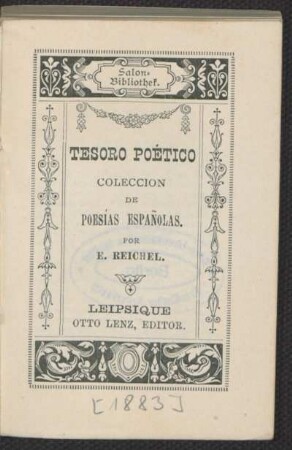 Salon-
Bibliothek.
TESORO POÉTICO
COLECCION
DE
POESÍAS ESPAÑOLAS.
POR
E. REICHEL.
LEIPSIQUE
OTTO LENZ, EDITOR.
[1883]